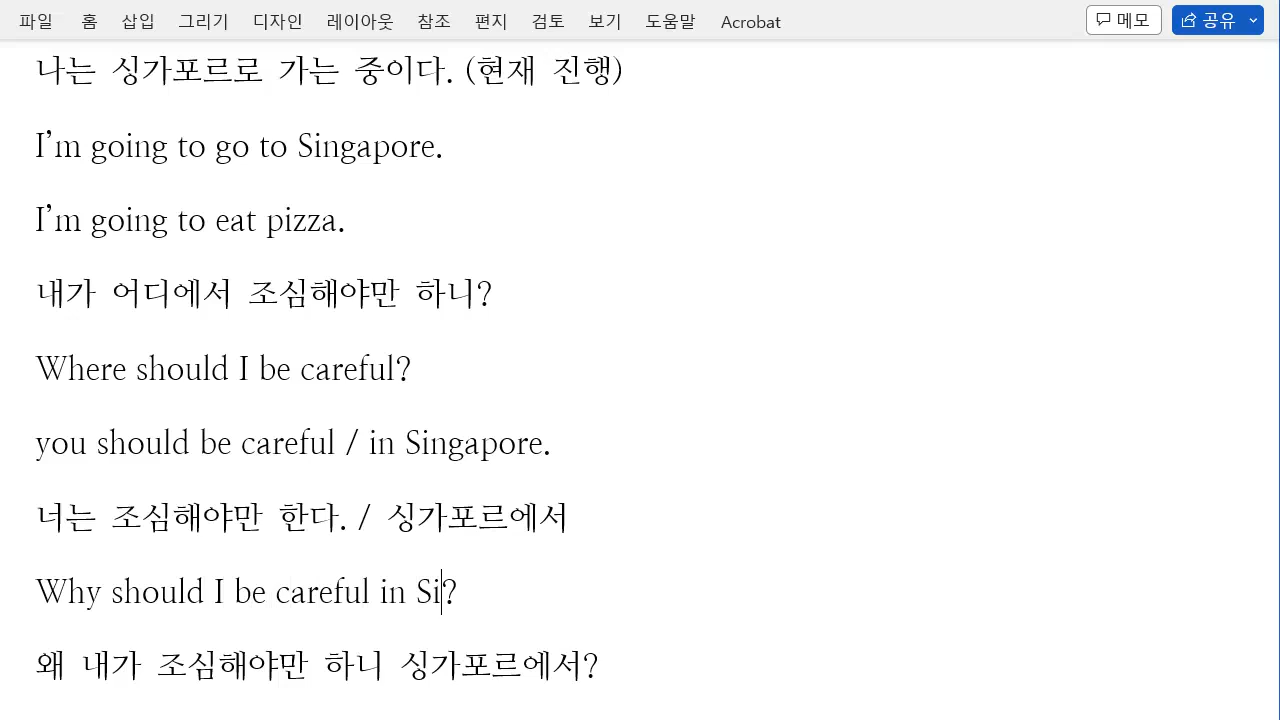 파일 홈 삽입 그리기 디자인 레이아웃 참조 편지 검토 보기 도움말 Acrobat 메모 공유
나는 싱가포르로 가는 중이다. (현재 진행)
I’m going to go to Singapore.
I’m going to eat pizza.
내가 어디에서 조심해야만 하니?
Where should I be careful?
you should be careful / in Singapore.
너는 조심해야만 한다. / 싱가포르에서
Why should I be careful in Si?
왜 내가 조심해야만 하니 싱가포르에서?